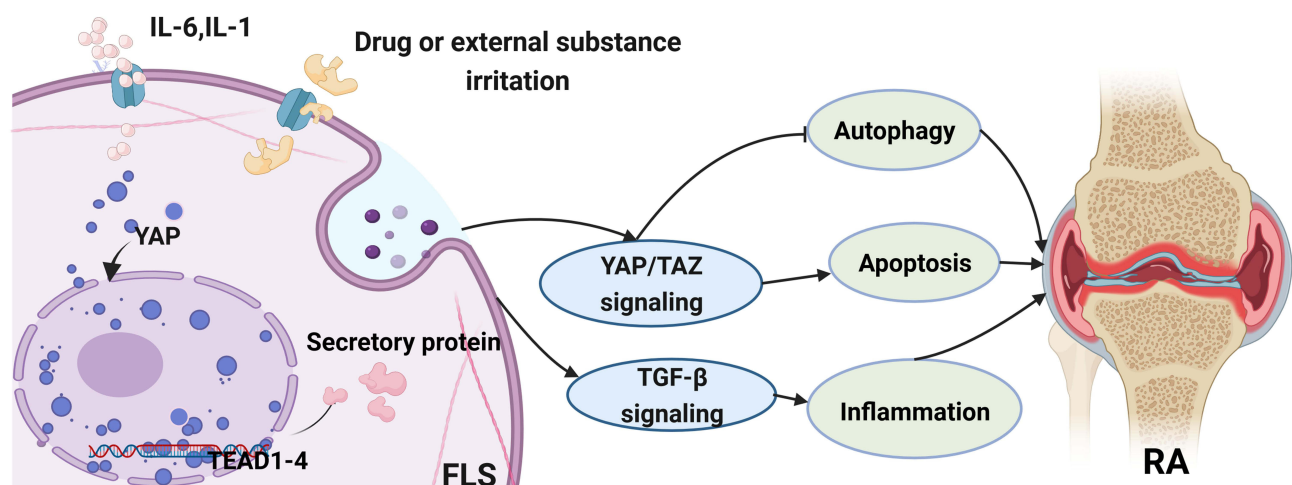 IL-6,IL-1
Drug or external substance
irritation
Autophagy
YAP
YAP/TAZ
signaling
Apoptosis
Secretory protein
TGF-β
signaling
Inflammation
TEAD1-4
FLS
RA